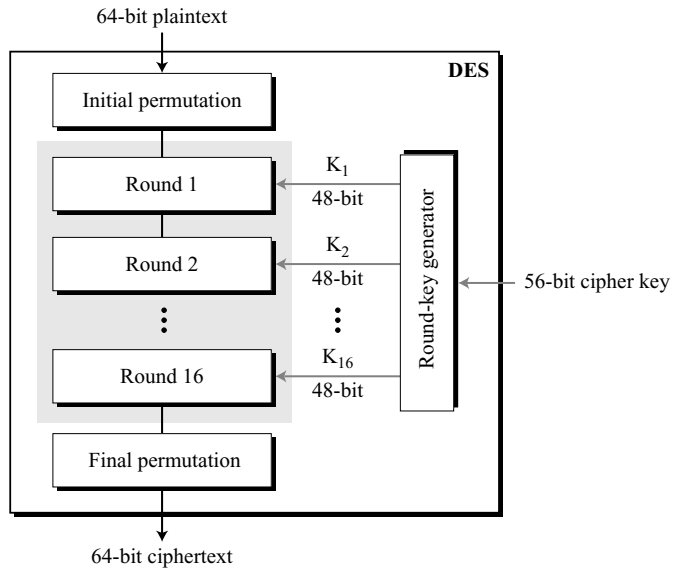 64-bit plaintext
DES
Initial permutation
Round 1
K1
48-bit
Round 2
K2
48-bit
Round-key generator
56-bit cipher key
Round 16
K16
48-bit
Final permutation
64-bit ciphertext